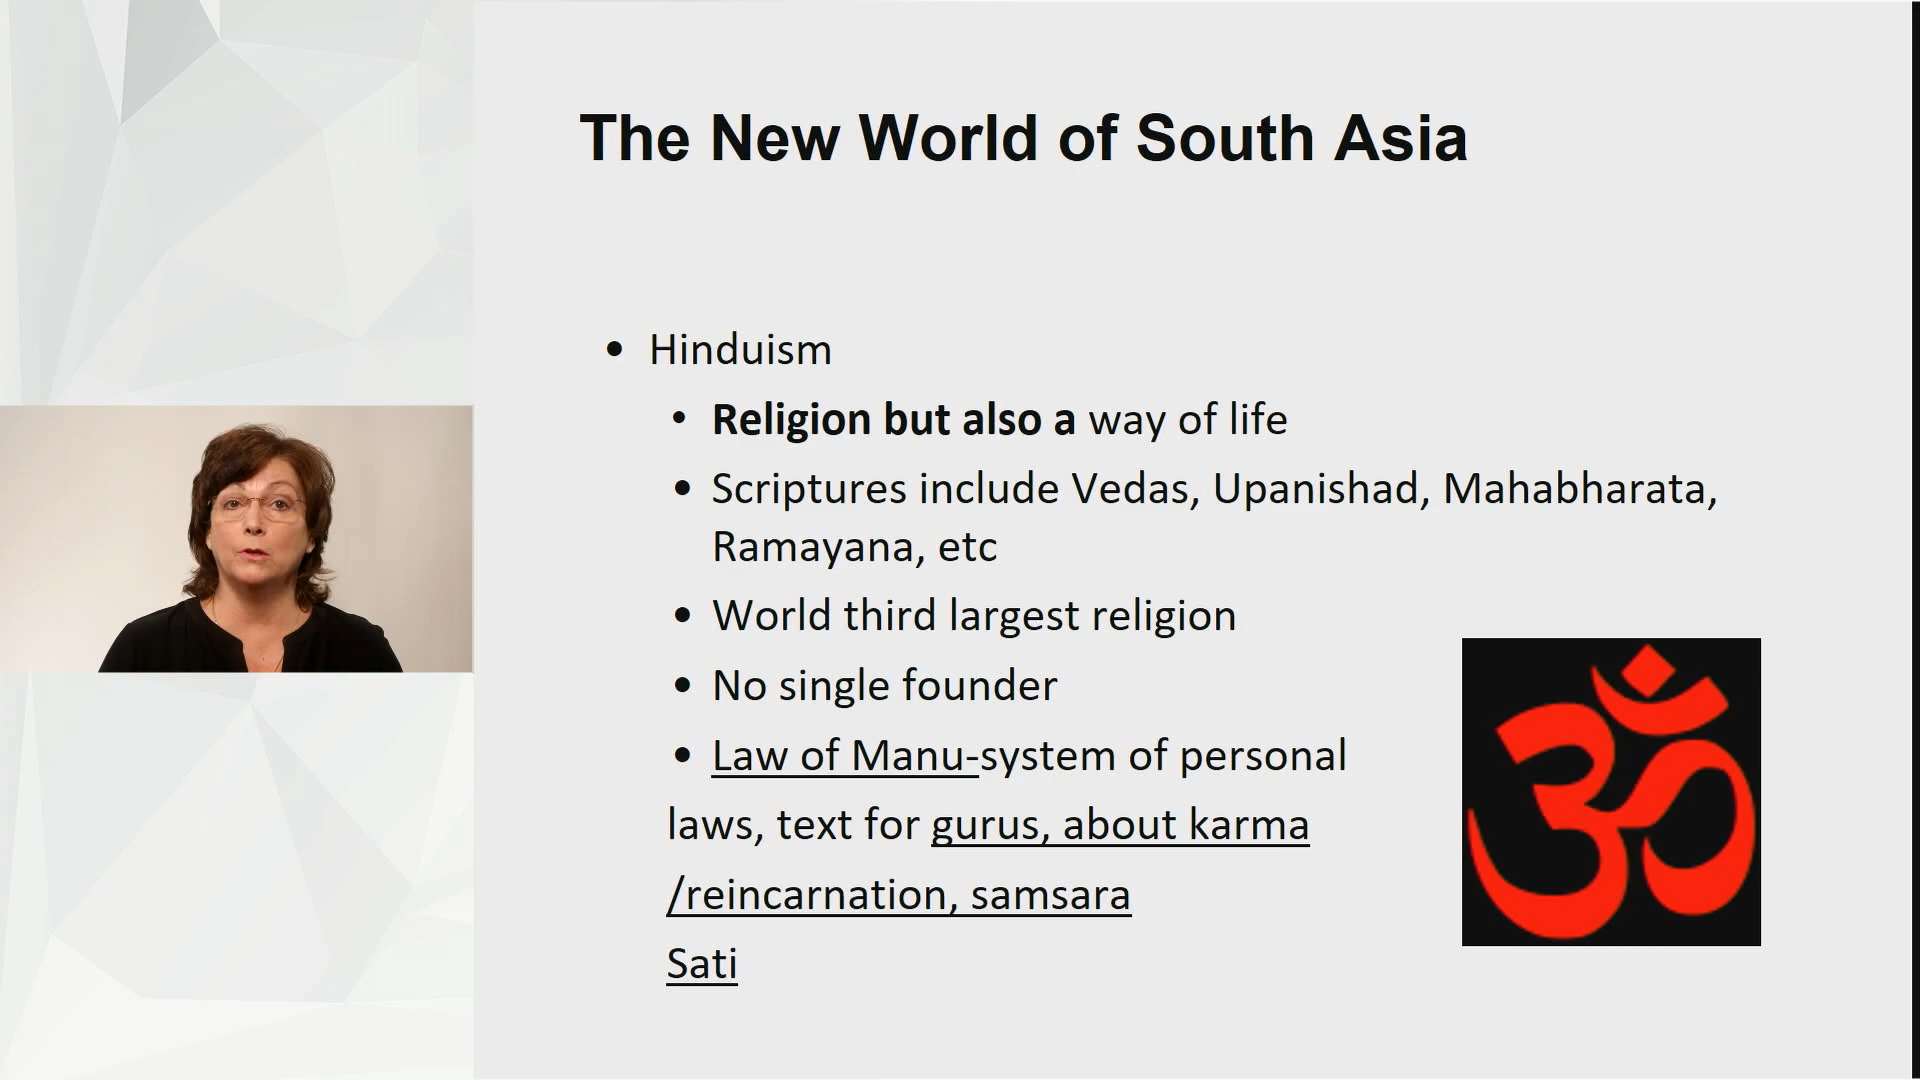 The New World of South Asia
• Hinduism
• Religion but also a way of life
• Scriptures include Vedas, Upanishad, Mahabharata,
Ramayana, etc
• World third largest religion
• No single founder
• Law of Manu-system of personal
laws, text for gurus, about karma
/reincarnation, samsara
Sati
ॐ